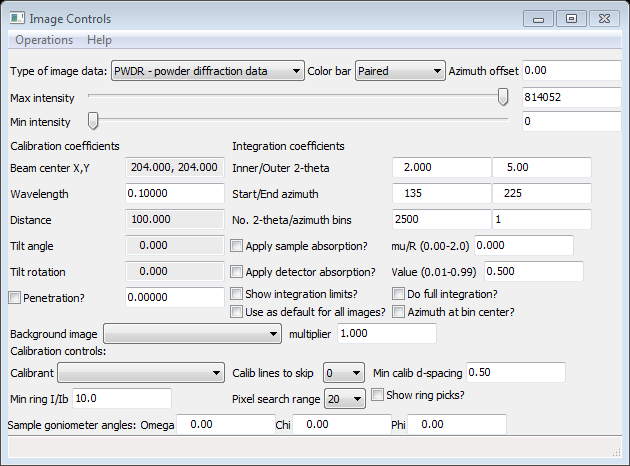 Image Controls
Operations Help
Type of image data: PWDR - powder diffraction data Color bar Paired Azimuth offset 0.00
Max intensity 814052
Min intensity 0
Calibration coefficients Integration coefficients
Beam center X,Y 204.000, 204.000 Inner/Outer 2-theta 2.000 5.00
Wavelength 0.10000 Start/End azimuth 135 225
Distance 100.000 No. 2-theta/azimuth bins 2500 1
Tilt angle 0.000 Apply sample absorption? mu/R (0.00-2.0) 0.000
Tilt rotation 0.000 Apply detector absorption? Value (0.01-0.99) 0.500
Penetration? 0.00000 Show integration limits? Do full integration?
Use as default for all images? Azimuth at bin center?
Background image multiplier 1.000
Calibration controls:
Calibrant Calib lines to skip 0 Min calib d-spacing 0.50
Min ring I/Ib 10.0 Pixel search range 20 Show ring picks?
Sample goniometer angles: Omega 0.00 Chi 0.00 Phi 0.00